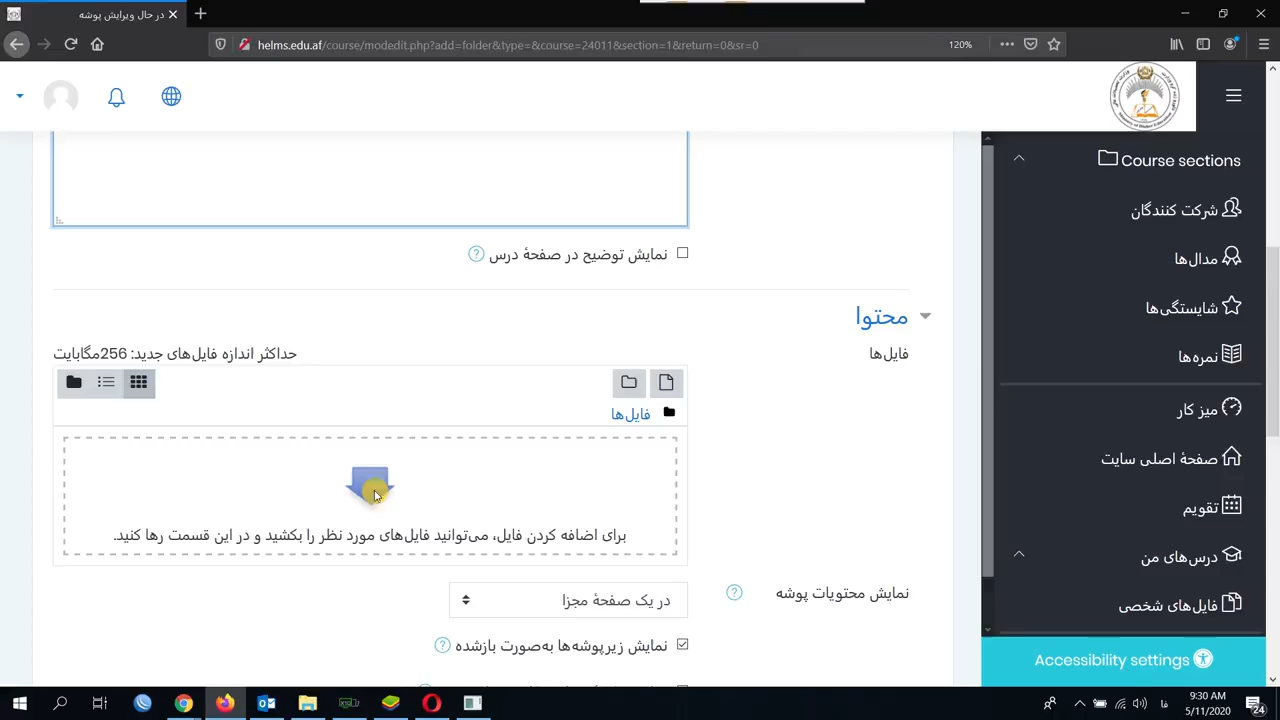 در حال ویرایش پوشه
helms.edu.af/course/modedit.php?add=folder&type=&course=24011&section=1&return=0&sr=0
120%
Course sections
شرکت کنندگان
مدال‌ها
شایستگی‌ها
نمره‌ها
میز کار
صفحهٔ اصلی سایت
تقویم
درس‌های من
فایل‌های شخصی
Accessibility settings
نمایش توضیح در صفحهٔ درس
محتوا
فایل‌ها
حداکثر اندازه فایل‌های جدید: 256مگابایت
فایل‌ها
برای اضافه کردن فایل، می‌توانید فایل‌های مورد نظر را بکشید و در این قسمت رها کنید.
نمایش محتویات پوشه
در یک صفحهٔ مجزا
نمایش زیرپوشه‌ها به‌صورت بازشده
فا
9:30 AM
5/11/2020
24